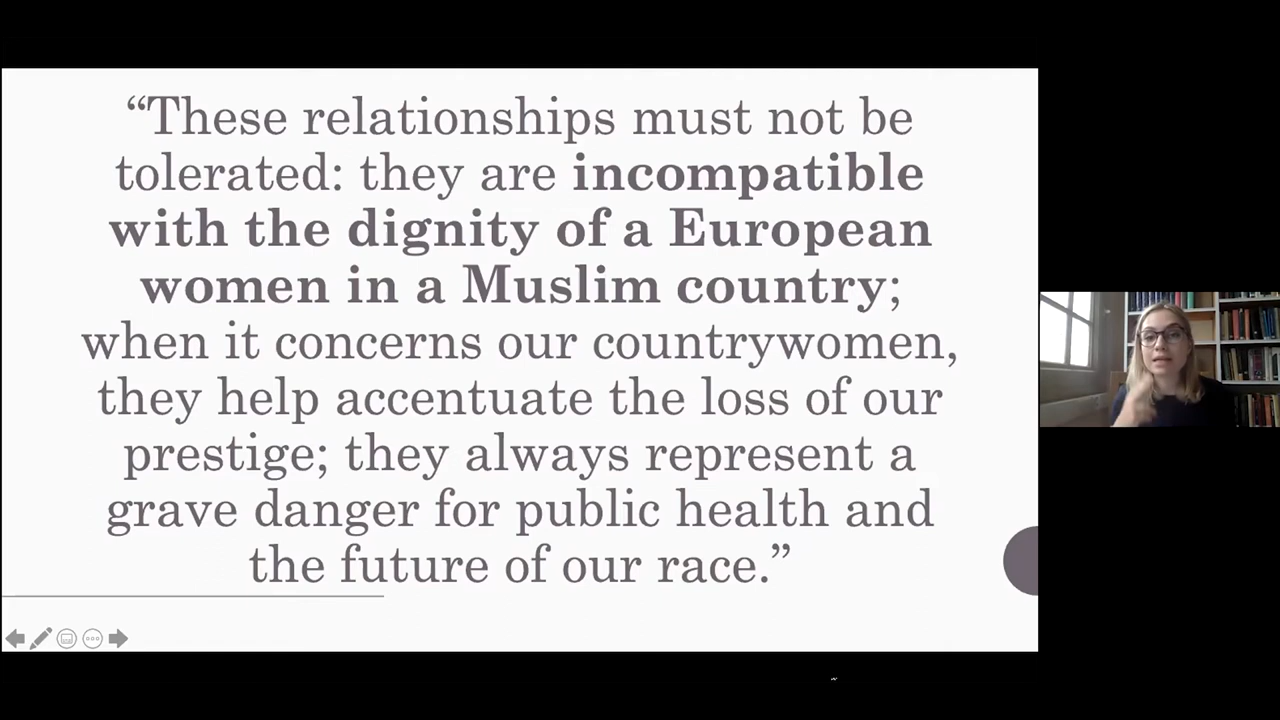 “These relationships must not be
tolerated: they are incompatible
with the dignity of a European
women in a Muslim country;
when it concerns our countrywomen,
they help accentuate the loss of our
prestige; they always represent a
grave danger for public health and
the future of our race.”